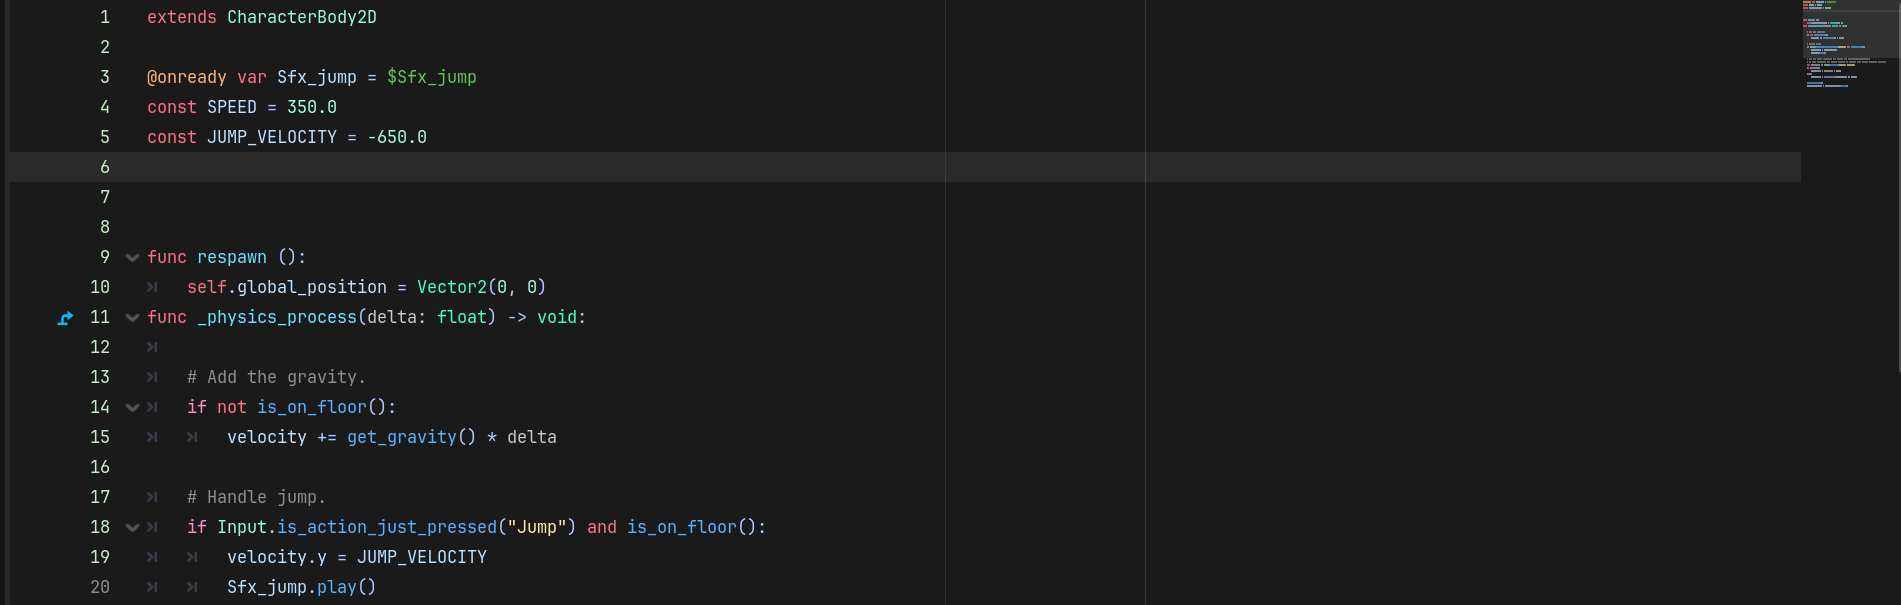 1 extends CharacterBody2D
2
3 @onready var Sfx_jump = $Sfx_jump
4 const SPEED = 350.0
5 const JUMP_VELOCITY = -650.0
6
7
8
9 func respawn ():
10 self.global_position = Vector2(0, 0)
11 func _physics_process(delta: float) -> void:
12
13 # Add the gravity.
14 if not is_on_floor():
15 velocity += get_gravity() * delta
16
17 # Handle jump.
18 if Input.is_action_just_pressed("Jump") and is_on_floor():
19 velocity.y = JUMP_VELOCITY
20 Sfx_jump.play()